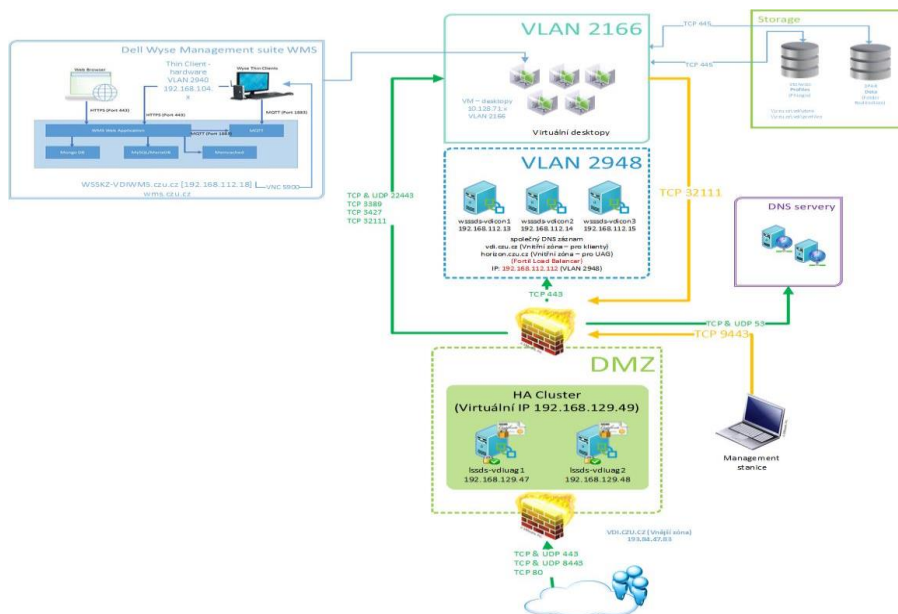 Dell Wyse Management suite WMS
Web Browser
Thin Client -
hardware
VLAN 2940
192.168.104.
x
Wyse Thin Clients
HTTPS (Port 443)
HTTPS (Port 443)
MQTT (Port 1883)
WMS Web Application
MQTT (Port 1883)
MQTT
Mongo DB
MySQL/MariaDB
Memcached
WSSKZ-VDIWMS.czu.cz [192.168.112.18]
VNC 5900
wms.czu.cz
VLAN 2166
VM – desktopy
10.128.71.x
VLAN 2166
Virtuální desktopy
TCP 445
TCP 445
Storage
Profiles
Data
VLAN 2948
wsssds-vdicon1
192.168.112.13
wsssds-vdicon2
192.168.112.14
wsssds-vdicon3
192.168.112.15
společný DNS záznam
vdi.czu.cz (Vnitřní zóna – pro klienty)
horizon.czu.cz (Vnitřní zóna – pro UAG)
(Forti! Load Balancer)
IP: 192.168.112.112 (VLAN 2948)
TCP & UDP 22443
TCP 3389
TCP 3427
TCP 32111
TCP 32111
DNS servery
TCP 443
TCP & UDP 53
TCP 9443
DMZ
HA Cluster
(Virtuální IP 192.168.129.49)
lssds-vdiuag1
192.168.129.47
lssds-vdiuag2
192.168.129.48
Management
stanice
VDI.CZU.CZ (Vnější zóna)
193.84.47.83
TCP & UDP 443
TCP & UDP 8443
TCP 80